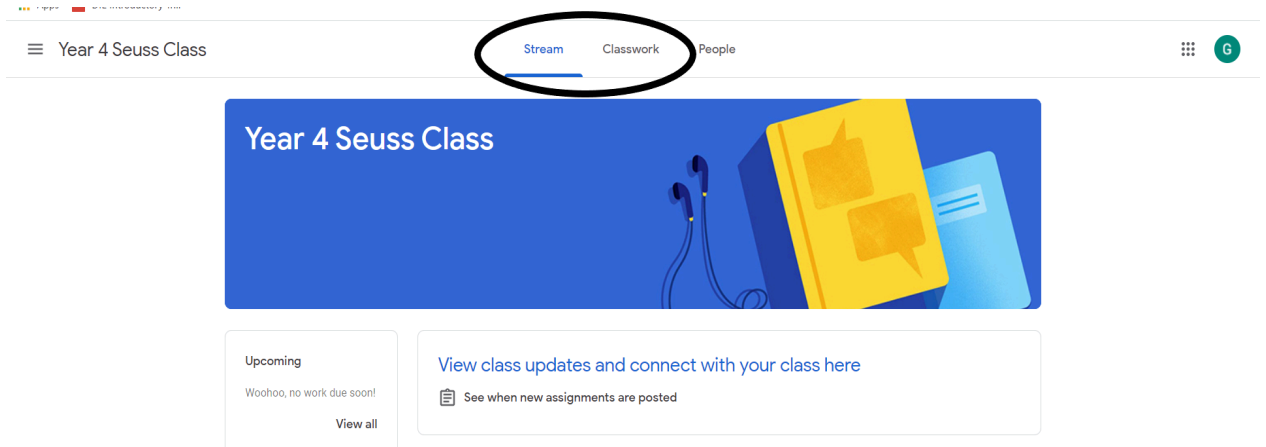 Year 4 Seuss Class
Stream Classwork People
G
Year 4 Seuss Class
Upcoming
Woohoo, no work due soon!
View all
View class updates and connect with your class here
See when new assignments are posted